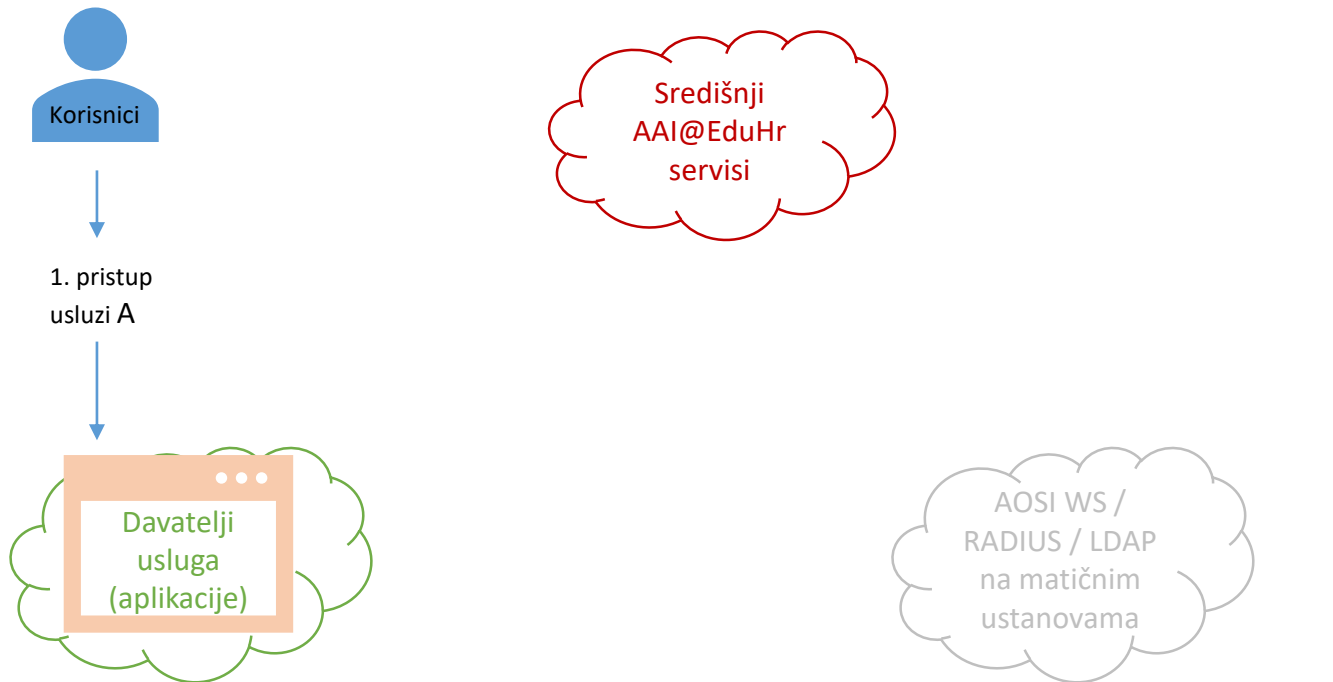 Korisnici
Središnji
AAI@EduHr
servisi
1. pristup
usluzi A
Davatelji
usluga
(aplikacije)
AOSI WS /
RADIUS / LDAP
na matičnim
ustanovama